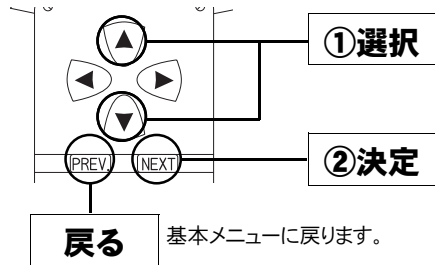 ①選択
PREV.
NEXT
②決定
戻る
基本メニューに戻ります。